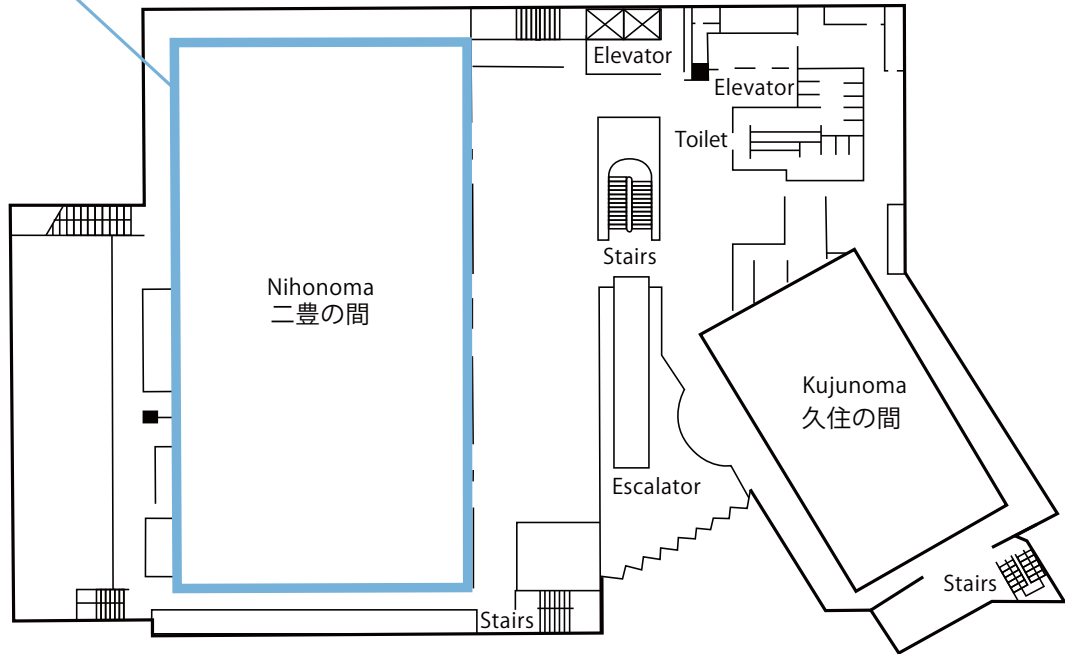 Elevator
Elevator
Toilet
Stairs
Nihonoma
二豊の間
Kujunoma
久住の間
Escalator
Stairs
Stairs